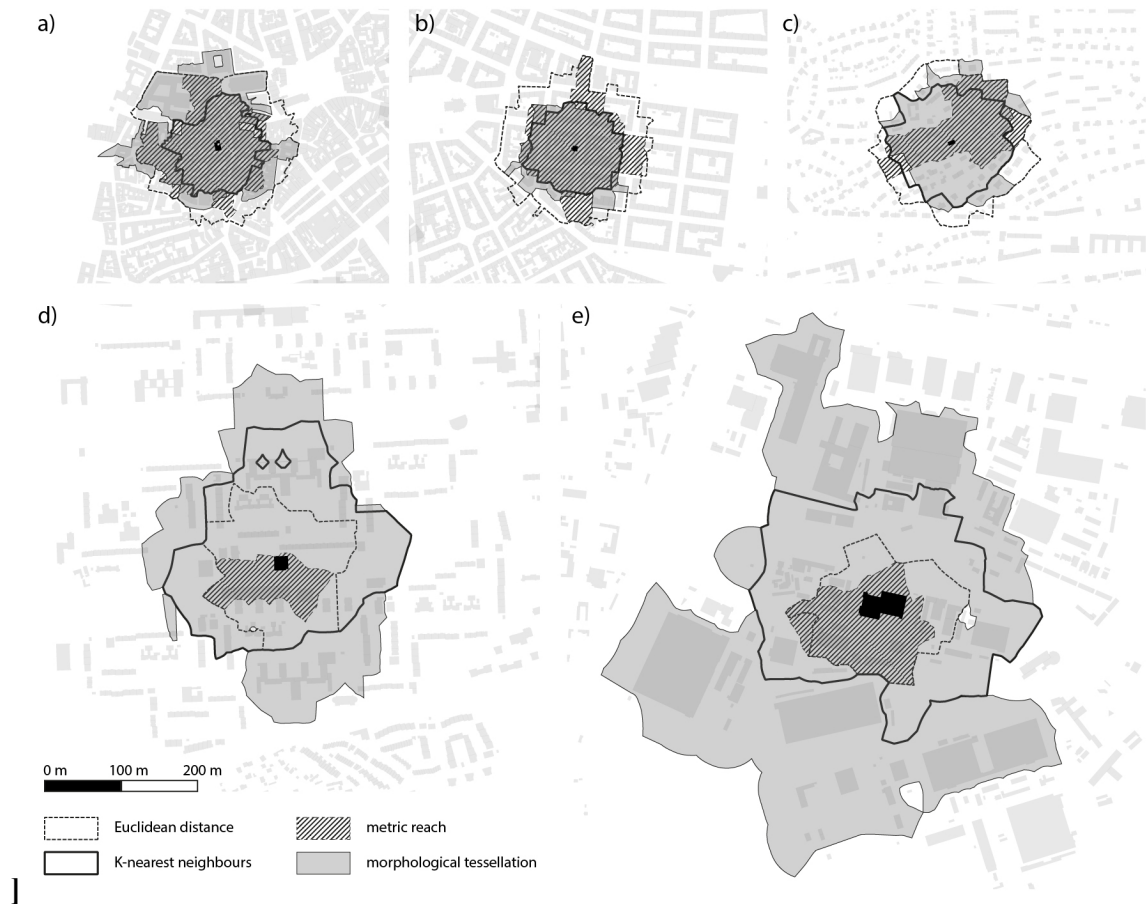 a)
b)
c)
d)
e)
0 m 100 m 200 m
Euclidean distance
metric reach
K-nearest neighbours
morphological tessellation
]